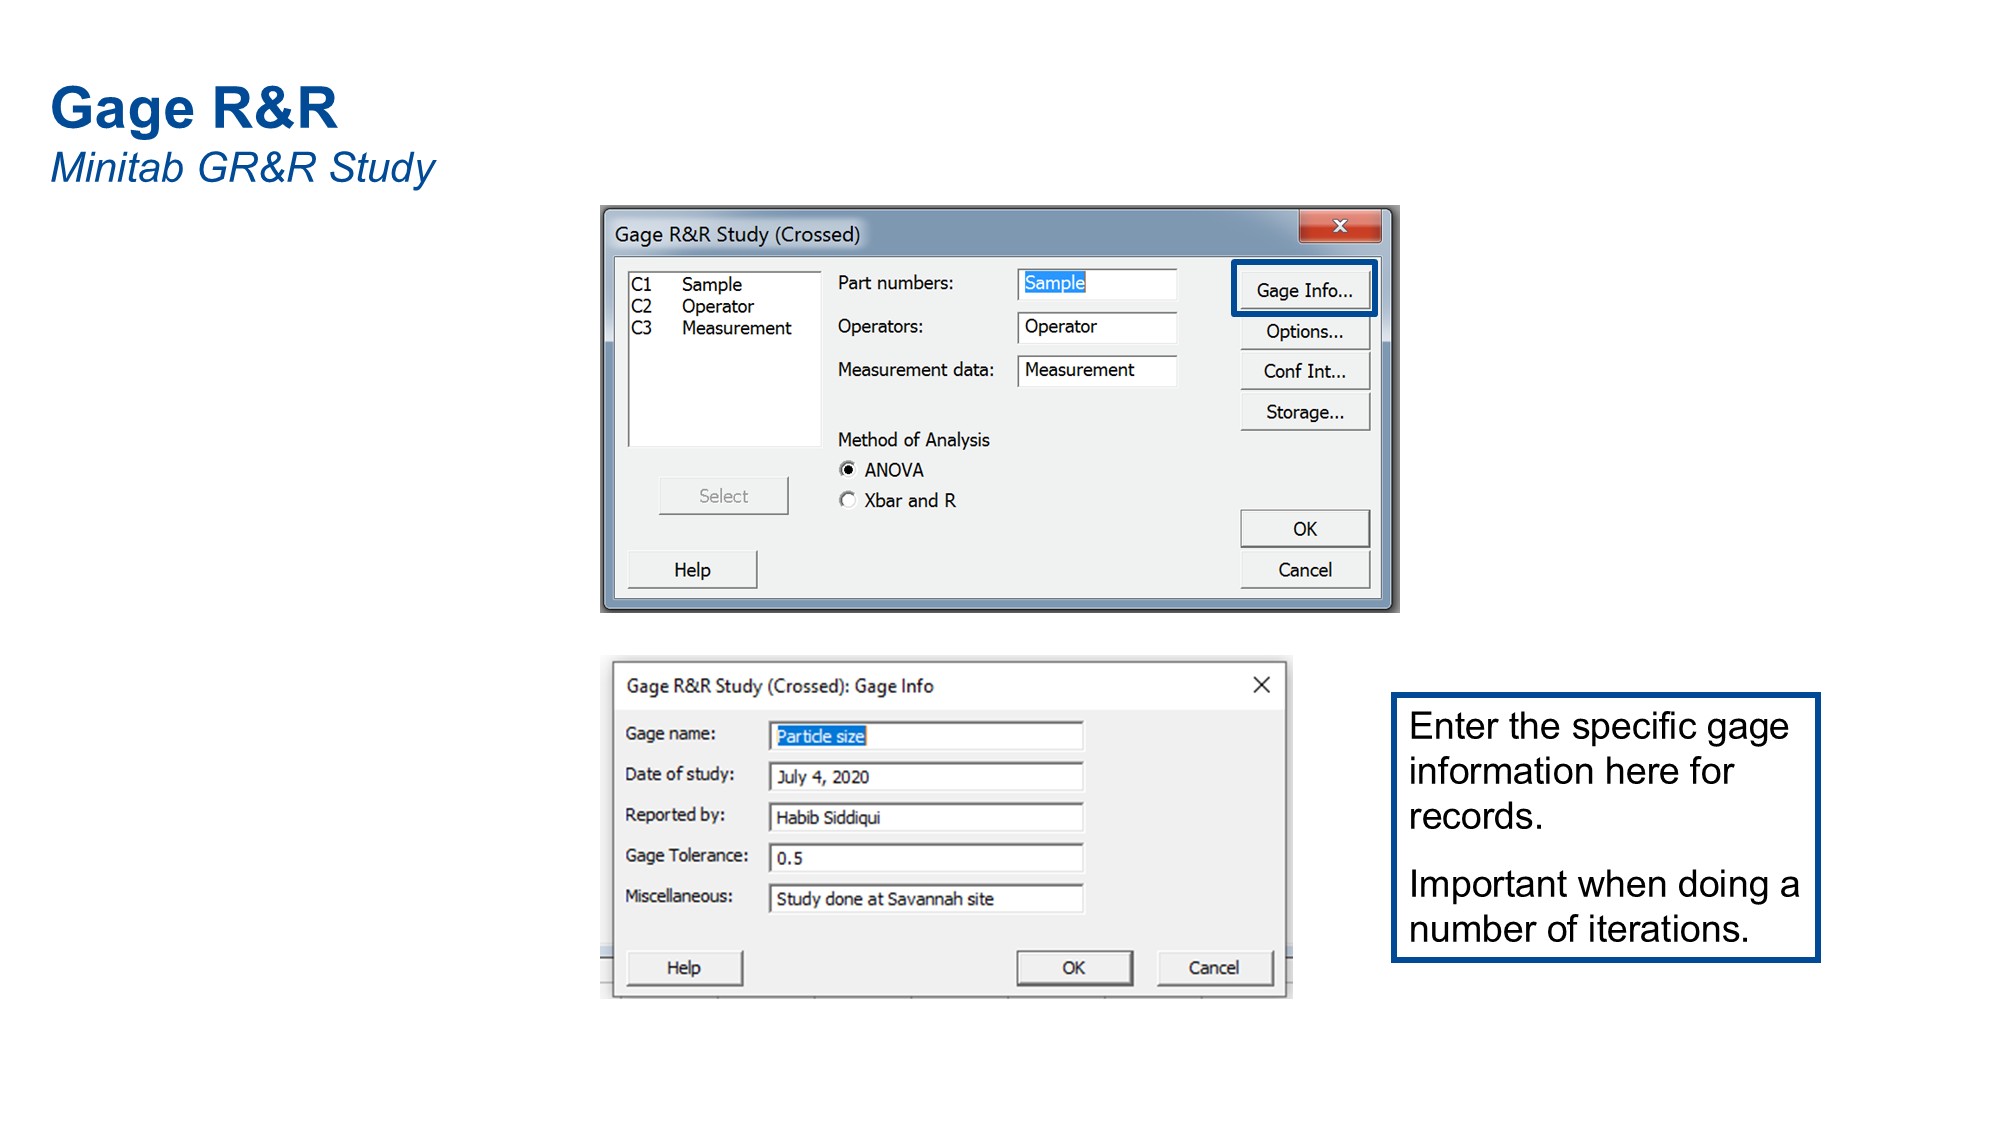 Gage R&R
Minitab GR&R Study
Gage R&R Study (Crossed)
C1 Sample
C2 Operator
C3 Measurement
Part numbers: Sample
Operators: Operator
Measurement data: Measurement
Method of Analysis
ANOVA
Xbar and R
Gage Info...
Options...
Conf Int...
Storage...
Select
Help
OK
Cancel
Gage R&R Study (Crossed): Gage Info
Gage name: Particle size
Date of study: July 4, 2020
Reported by: Habib Siddiqui
Gage Tolerance: 0.5
Miscellaneous: Study done at Savannah site
Help
OK
Cancel
Enter the specific gage
information here for
records.
Important when doing a
number of iterations.